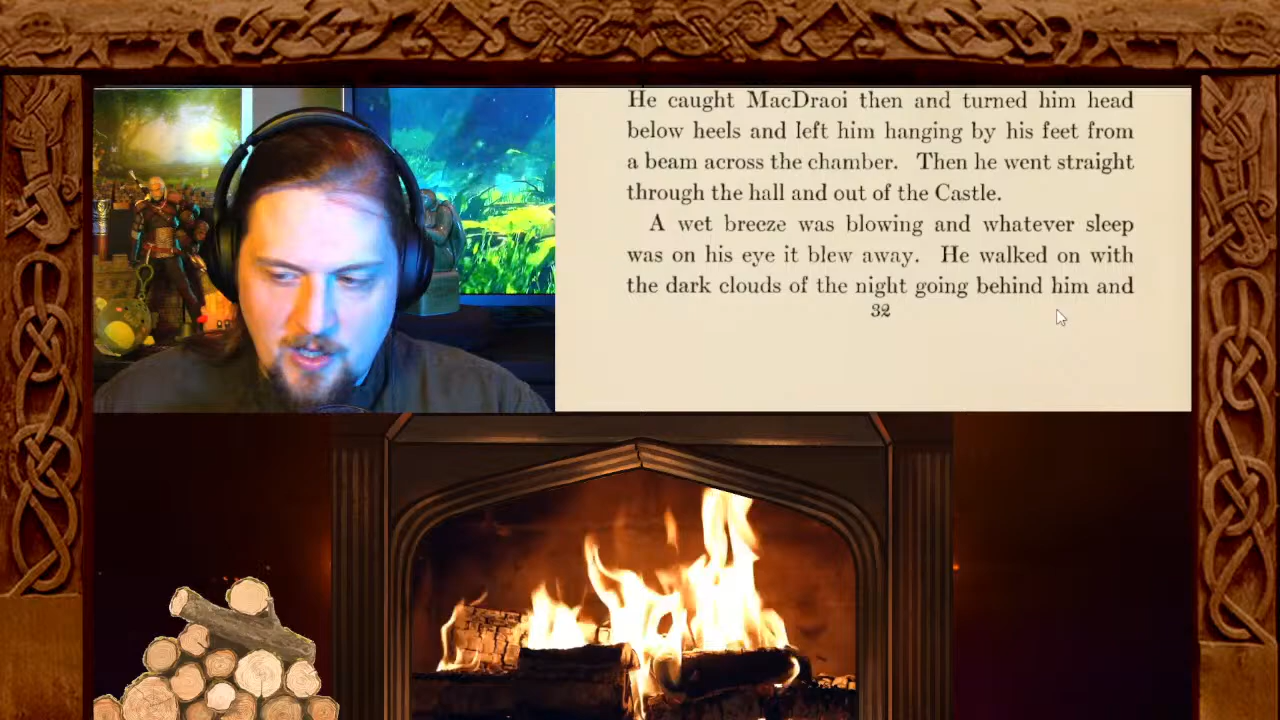 He caught MacDraoi then and turned him head
below heels and left him hanging by his feet from
a beam across the chamber. Then he went straight
through the hall and out of the Castle.
A wet breeze was blowing and whatever sleep
was on his eye it blew away. He walked on with
the dark clouds of the night going behind him and
32